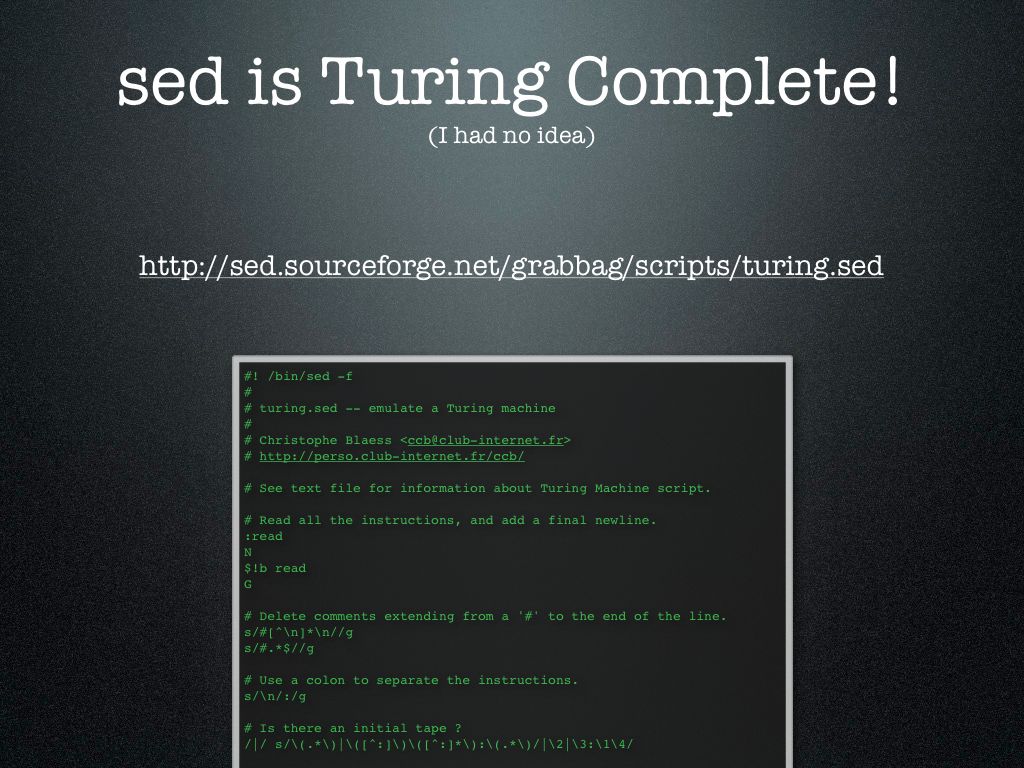 sed is Turing Complete!
(I had no idea)
http://sed.sourceforge.net/grabbag/scripts/turing.sed
#! /bin/sed -f
#
# turing.sed -- emulate a Turing machine
#
# Christophe Blaess <ccb@club-internet.fr>
# http://perso.club-internet.fr/ccb/
# See text file for information about Turing Machine script.
# Read all the instructions, and add a final newline.
:read
N
$!b read
G
# Delete comments extending from a '#' to the end of the line.
s/#[^\n]*\n//g
s/#.*$//g
# Use a colon to separate the instructions.
s/\n/:/g
# Is there an initial tape ?
/|/ s/\(.*\)|\([^:]\)\([^:]*\):\(.*\)/|\2|\3:\1\4/